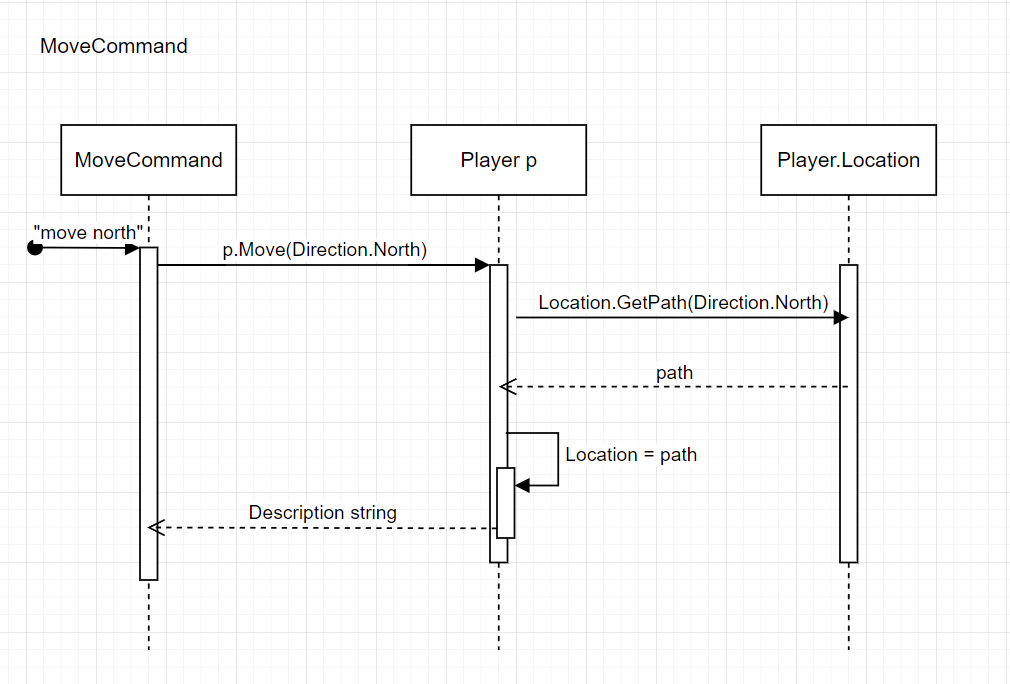 MoveCommand
MoveCommand
Player p
Player.Location
"move north"
p.Move(Direction.North)
Location.GetPath(Direction.North)
path
Location = path
Description string